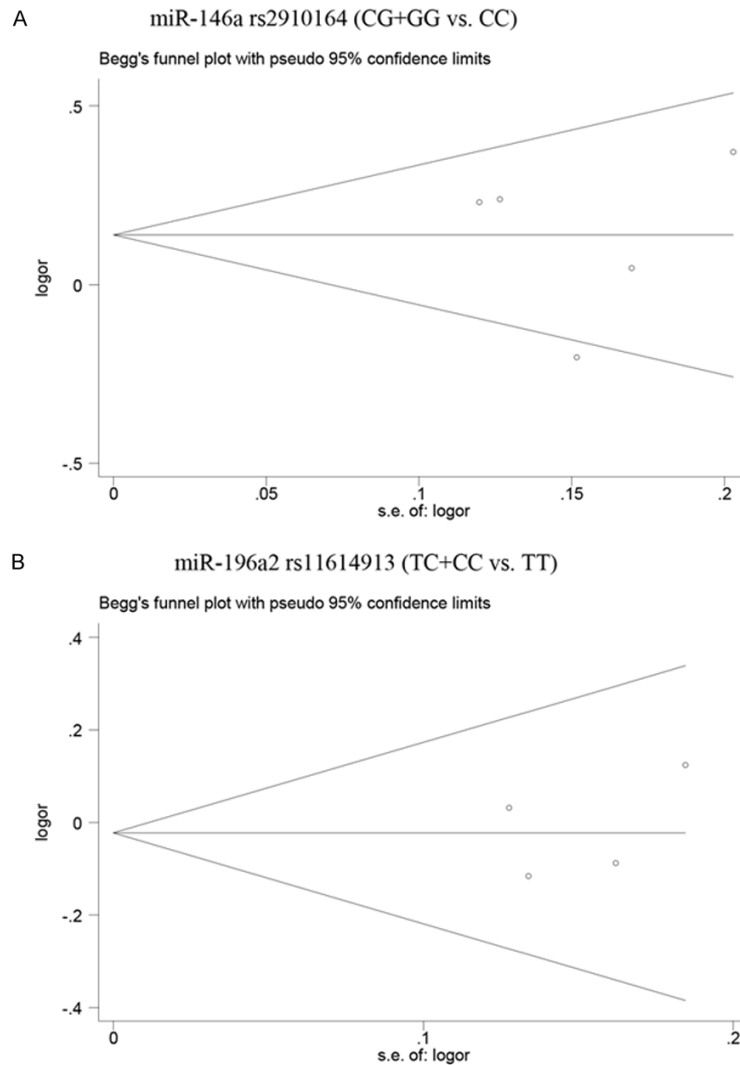 A
miR-146a rs2910164 (CG+GG vs. CC)
Begg's funnel plot with pseudo 95% confidence limits
.5
0
-.5
logor
0 .05 .1 .15 .2
s.e. of: logor
B
miR-196a2 rs11614913 (TC+CC vs. TT)
Begg's funnel plot with pseudo 95% confidence limits
.4
.2
0
-.2
-.4
logor
0 .1 .2
s.e. of: logor